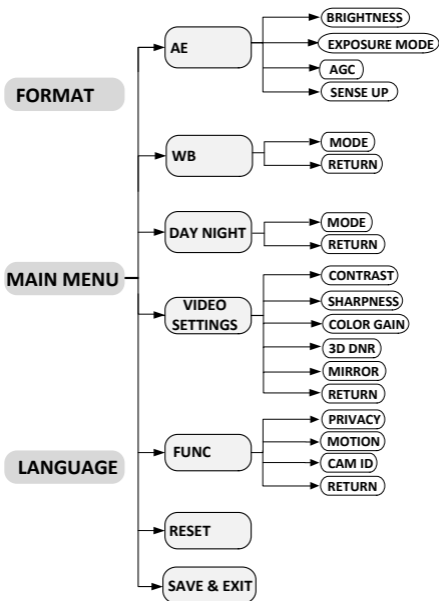 FORMAT
MAIN MENU
LANGUAGE
AE
BRIGHTNESS
EXPOSURE MODE
AGC
SENSE UP
WB
MODE
RETURN
DAY NIGHT
MODE
RETURN
VIDEO
SETTINGS
CONTRAST
SHARPNESS
COLOR GAIN
3D DNR
MIRROR
RETURN
FUNC
PRIVACY
MOTION
CAM ID
RETURN
RESET
SAVE & EXIT